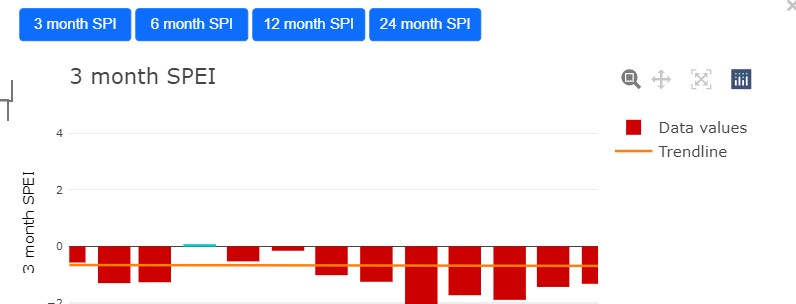 3 month SPI 6 month SPI 12 month SPI 24 month SPI
3 month SPEI
Data values
Trendline
3 month SPEI
4
2
0
−2